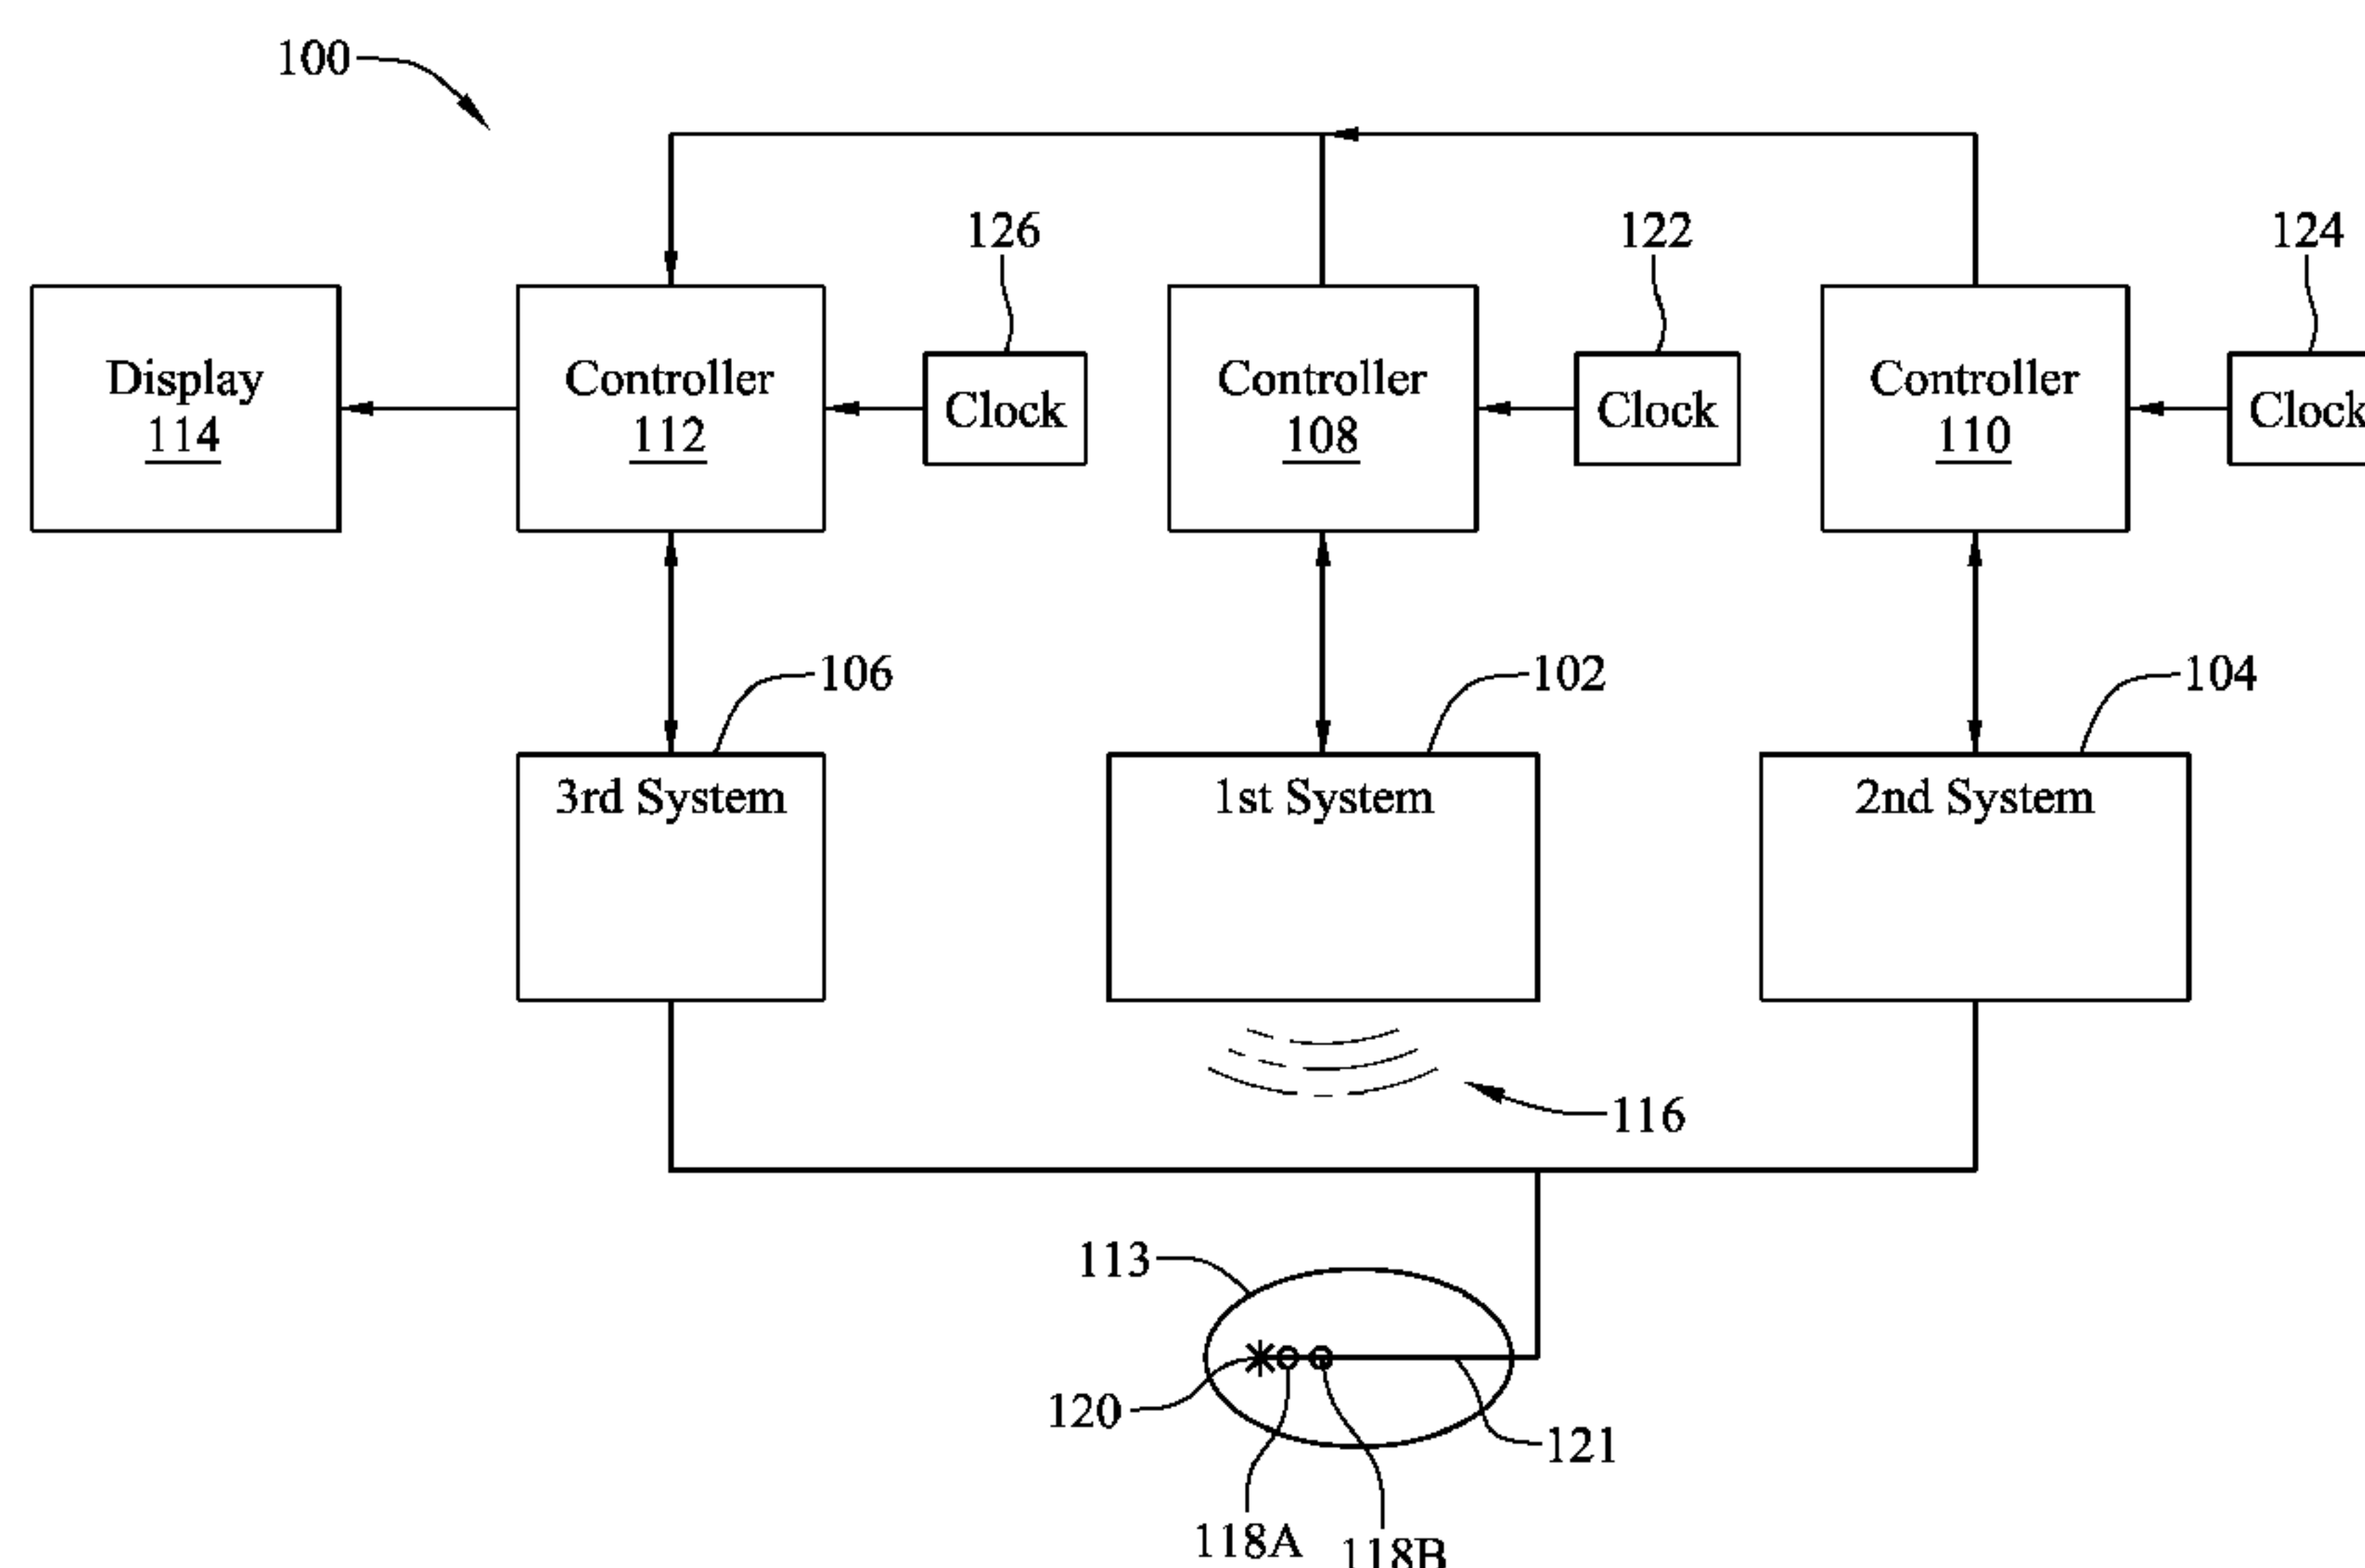 100
126
122
124
Display
114
Controller
112
Clock
Controller
108
Clock
Controller
110
Clock
106
102
104
3rd System
1st System
2nd System
116
113
120
121
118A
118B